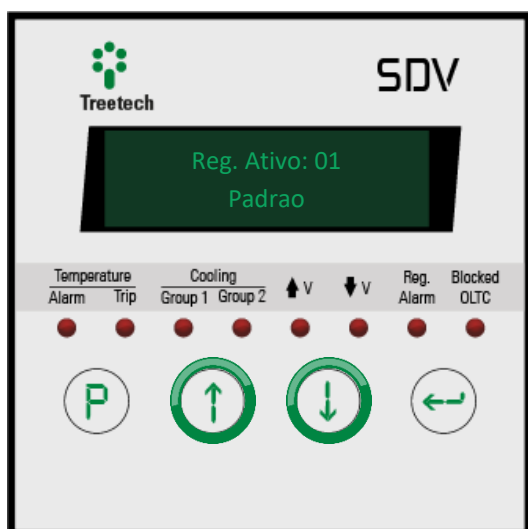 Treetech
SDV
Reg. Ativo: 01
Padrao
Temperature
Alarm Trip
Cooling
Group 1 Group 2
V
V
Reg.
Alarm
Blocked
OLTC
P